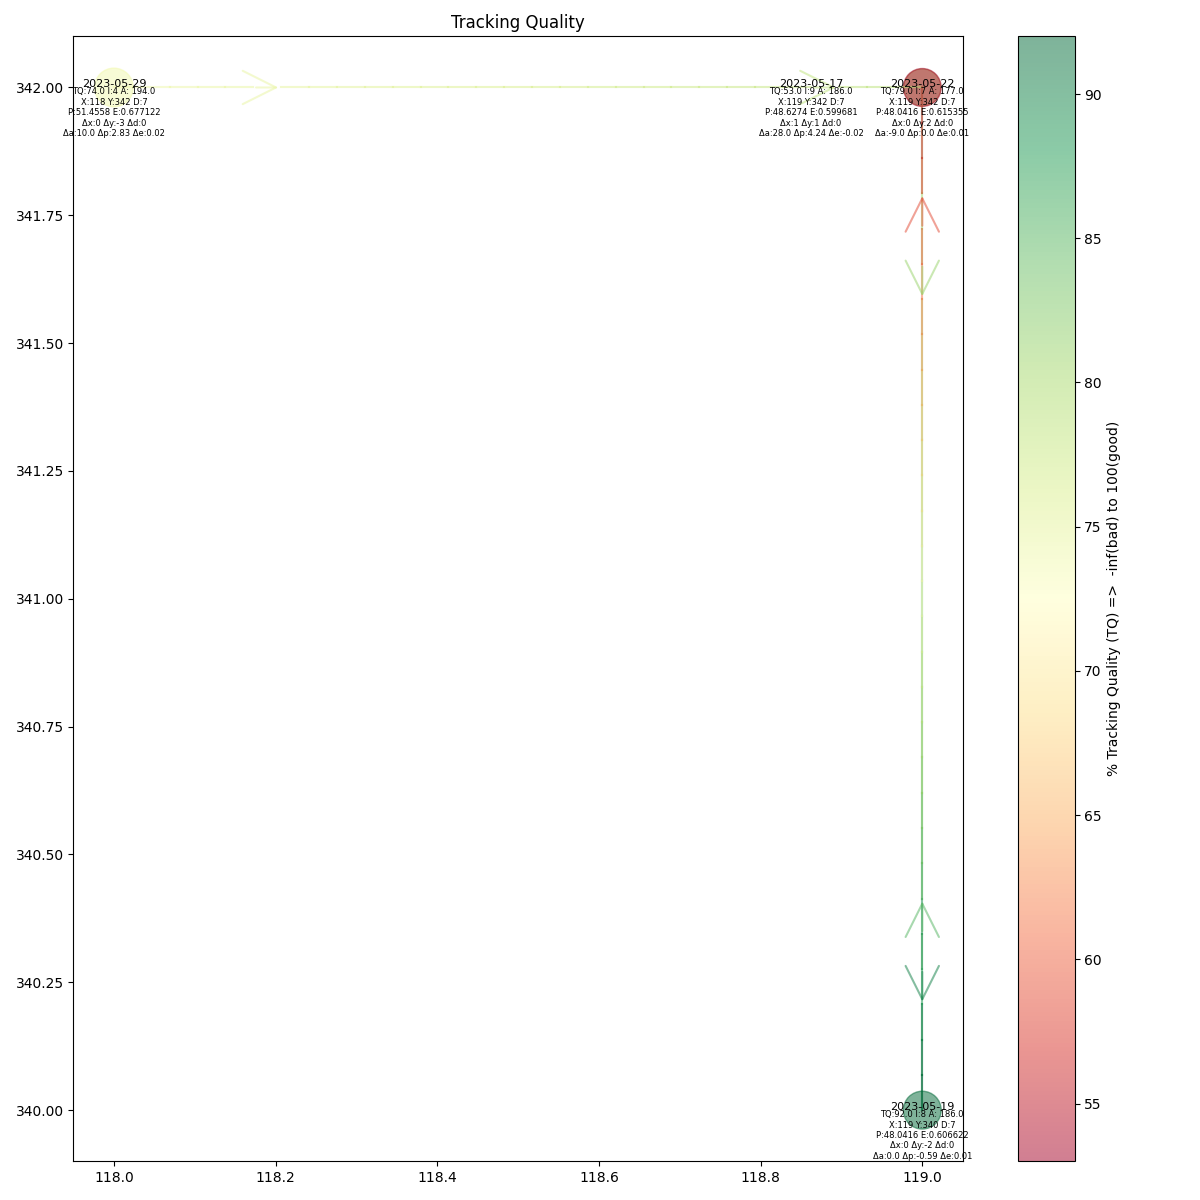 Tracking Quality
342.00
341.75
341.50
341.25
341.00
340.75
340.50
340.25
340.00
2023-05-29
TQ:74.0 I:4 A: 194.0
X:118 Y:342 D:7
P:51.4558 E:0.677122
Δx:0 Δy:-3 Δd:0
Δa:10.0 Δp:2.83 Δe:0.02
2023-05-17
TQ:53.0 I:9 A: 186.0
X:119 Y:342 D:7
P:48.6274 E:0.599681
Δx:1 Δy:1 Δd:0
Δa:28.0 Δp:4.24 Δe:-0.02
2023-05-22
TQ:79.0 I:7 A: 177.0
X:119 Y:342 D:7
P:48.0416 E:0.615355
Δx:0 Δy:2 Δd:0
Δa:-9.0 Δp:0.0 Δe:0.01
2023-05-19
TQ:92.0 I:8 A: 186.0
X:119 Y:340 D:7
P:48.0416 E:0.606622
Δx:0 Δy:-2 Δd:0
Δa:0.0 Δp:-0.59 Δe:0.01
118.0
118.2
118.4
118.6
118.8
119.0
90
85
80
75
70
65
60
55
% Tracking Quality (TQ) => -inf(bad) to 100(good)